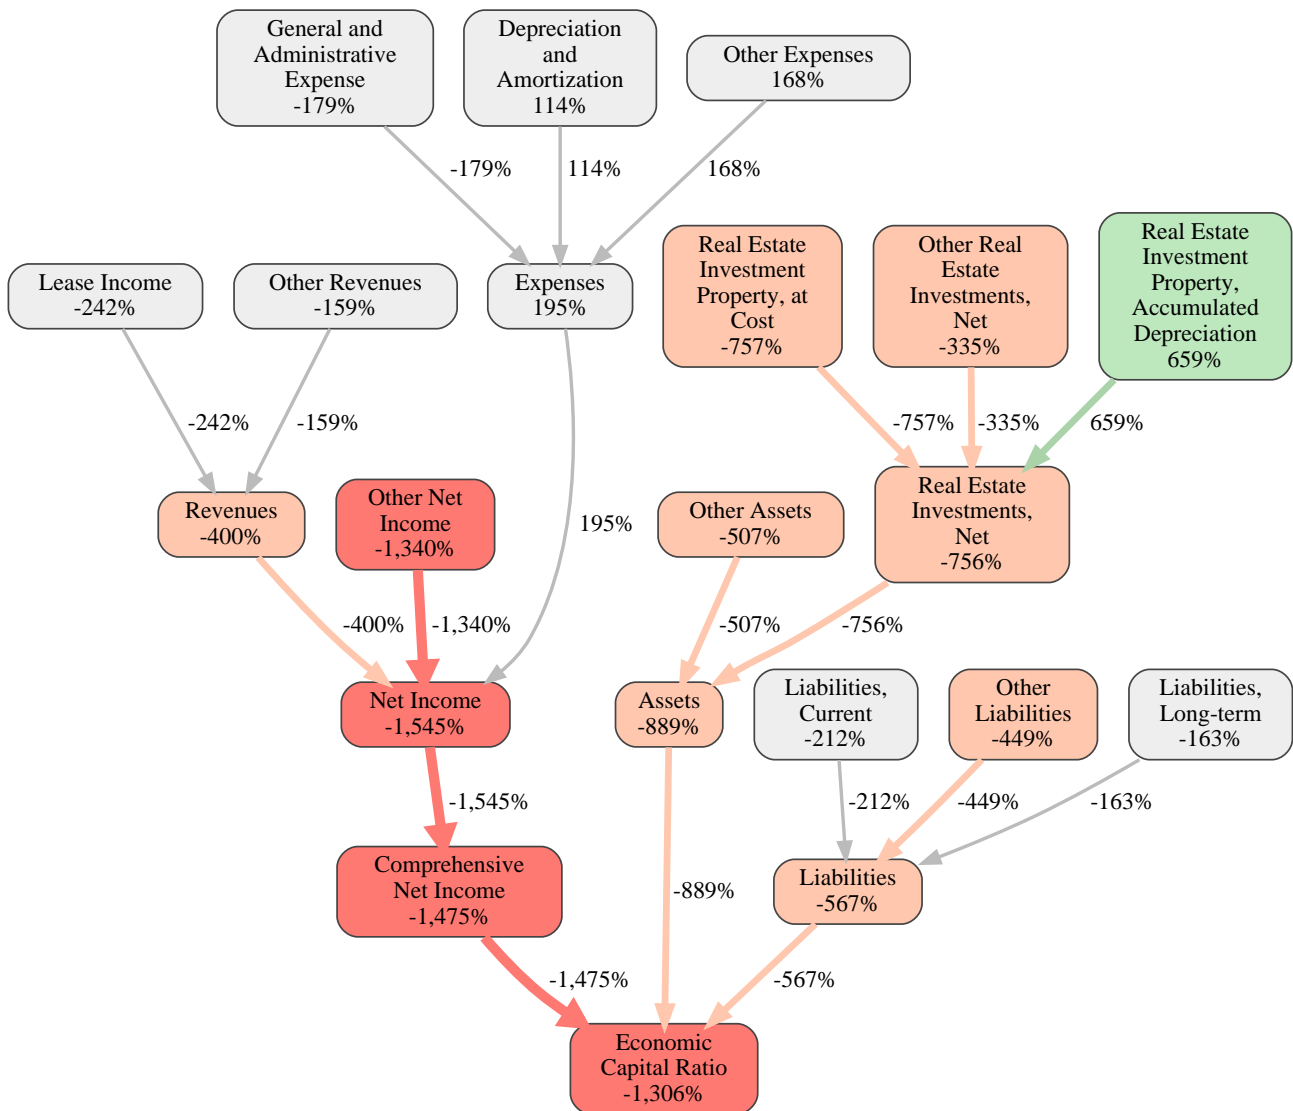 General and
Administrative
Expense
-179%
Depreciation
and
Amortization
114%
Other Expenses
168%
-179%
114%
168%
Lease Income
-242%
Other Revenues
-159%
Expenses
195%
Real Estate
Investment
Property, at
Cost
-757%
Other Real
Estate
Investments,
Net
-335%
Real Estate
Investment
Property,
Accumulated
Depreciation
659%
-242%
-159%
-757%
-335%
659%
Revenues
-400%
Other Net
Income
-1,340%
195%
Other Assets
-507%
Real Estate
Investments,
Net
-756%
-400%
-1,340%
-507%
-756%
Net Income
-1,545%
Assets
-889%
Liabilities,
Current
-212%
Other
Liabilities
-449%
Liabilities,
Long-term
-163%
-1,545%
-212%
-449%
-163%
Comprehensive
Net Income
-1,475%
-889%
Liabilities
-567%
-1,475%
-567%
Economic
Capital Ratio
-1,306%